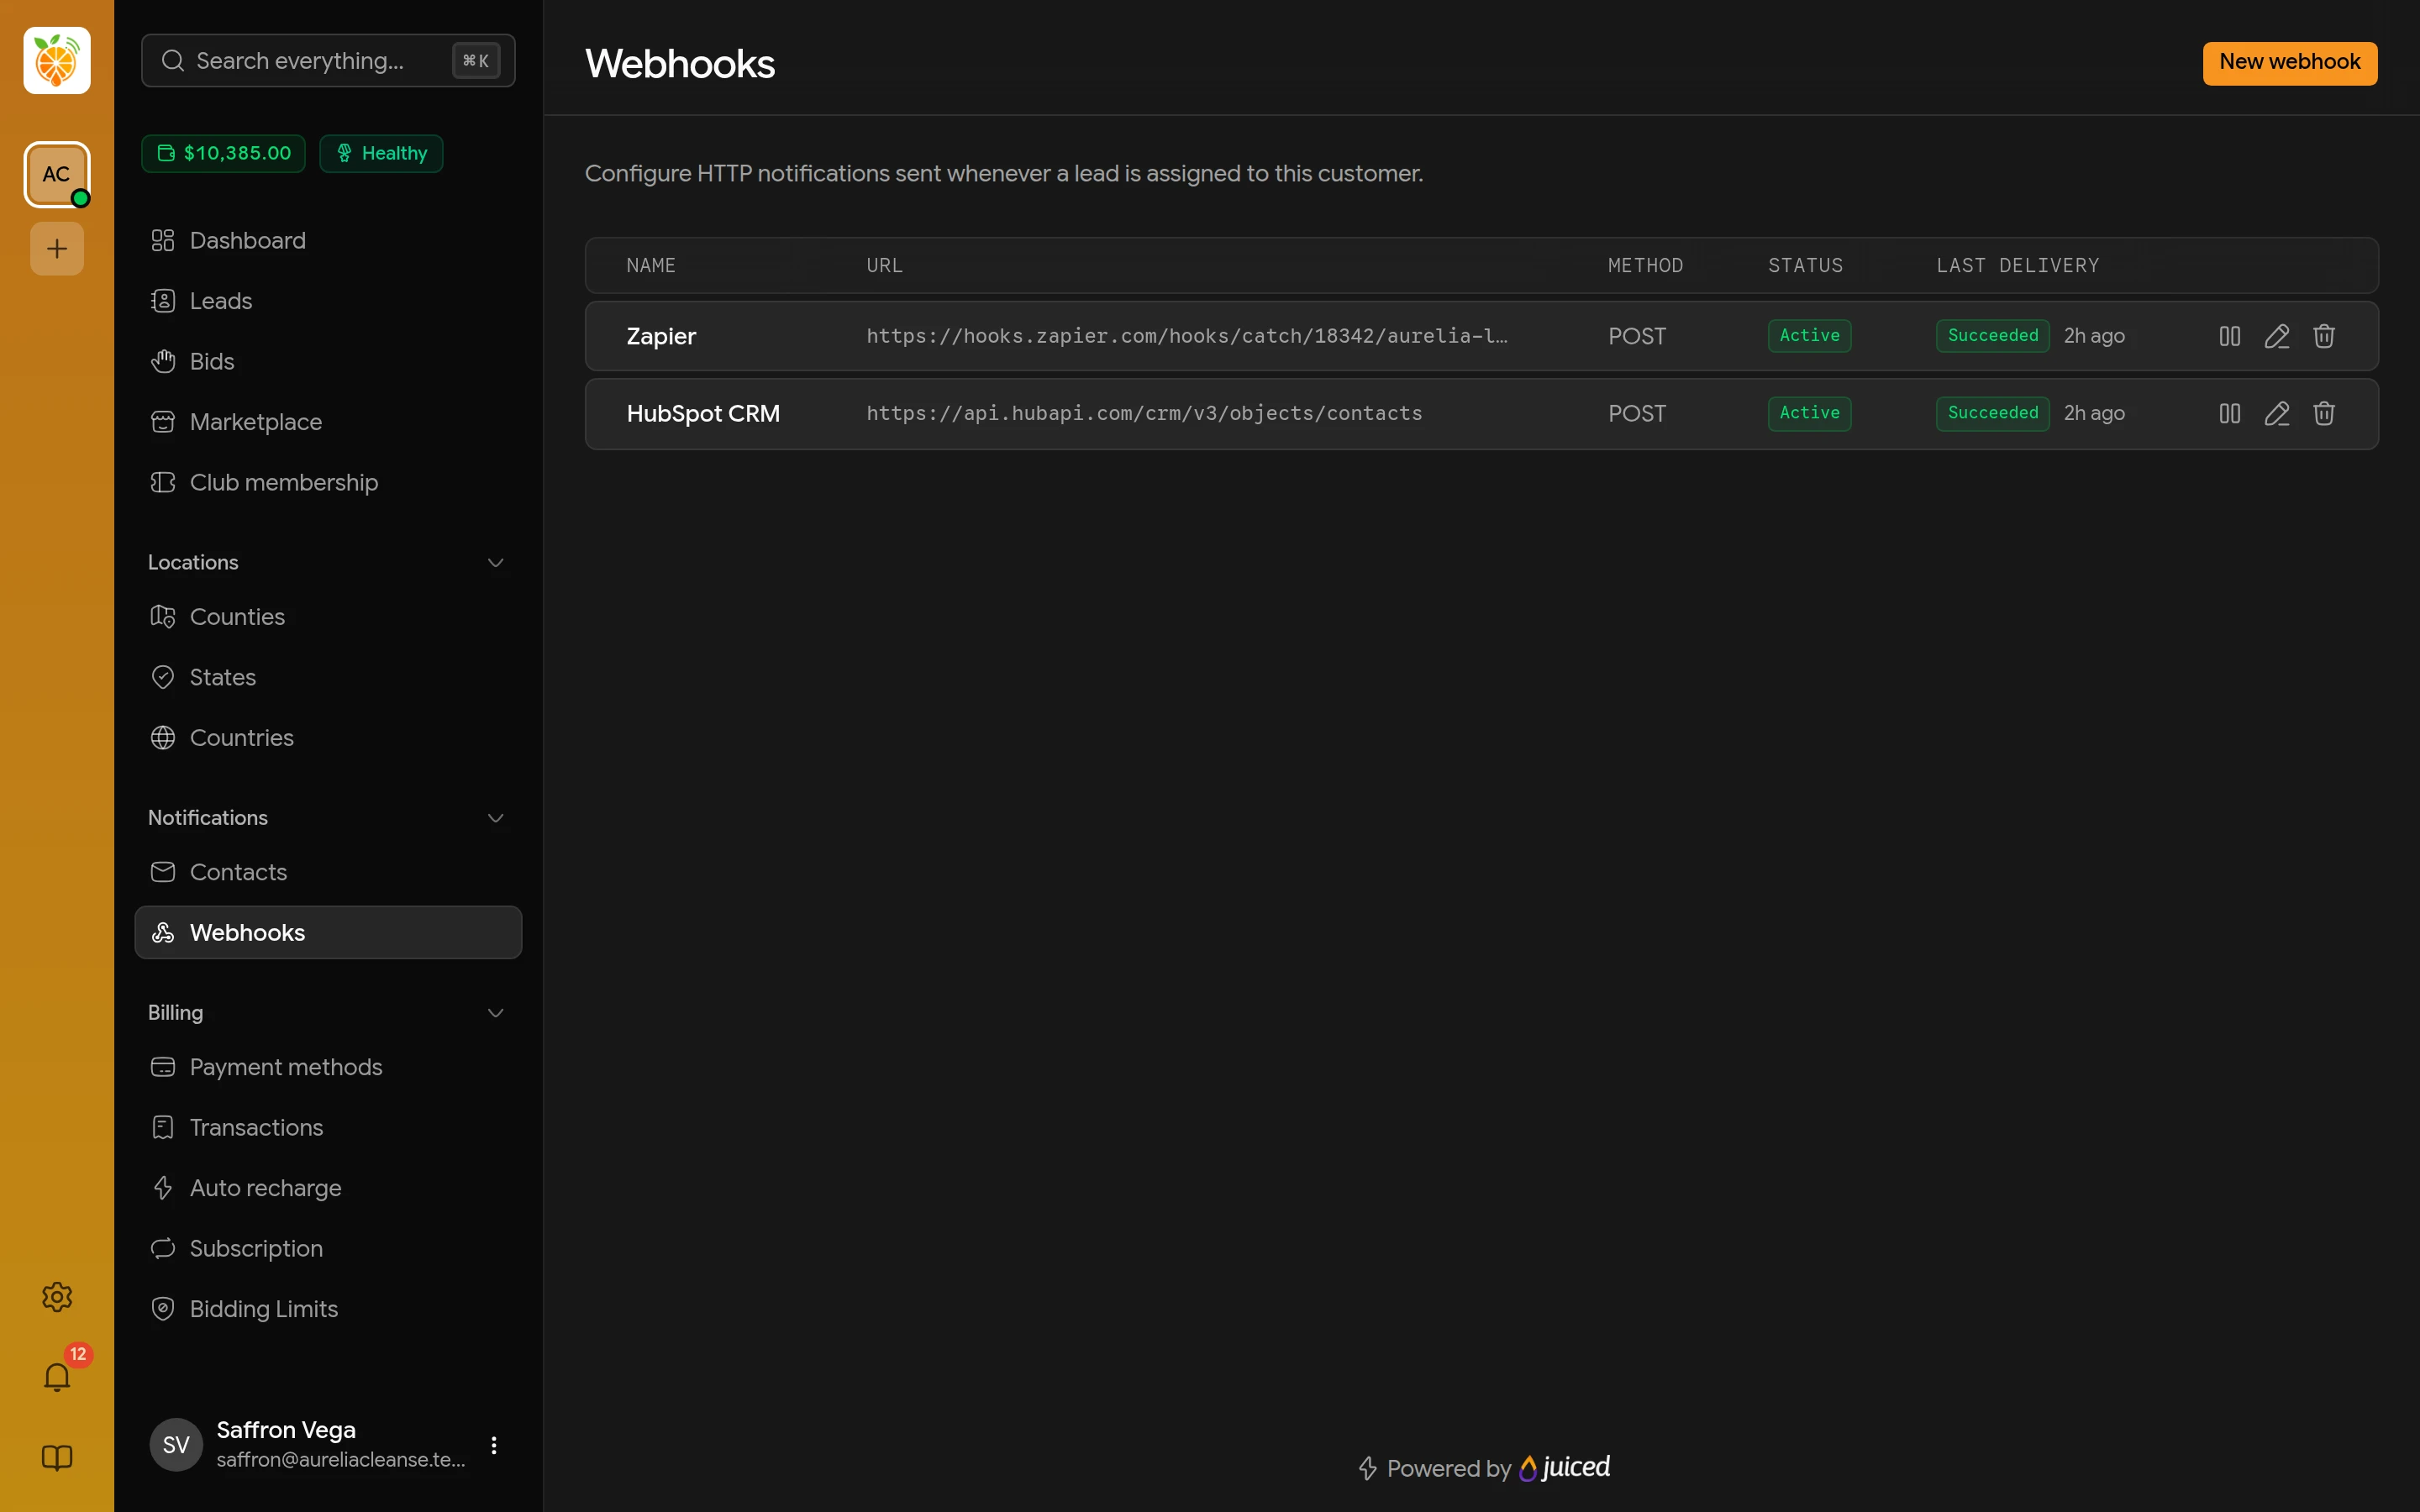 Search everything...
⌘ K
AC
$10,385.00
Healthy
Dashboard
Leads
Bids
Marketplace
Club membership
Locations
Counties
States
Countries
Notifications
Contacts
Webhooks
Billing
Payment methods
Transactions
Auto recharge
Subscription
Bidding Limits
12
SV
Saffron Vega
saffron@aureliacleanse.te...
Webhooks
New webhook
Configure HTTP notifications sent whenever a lead is assigned to this customer.
NAME URL METHOD STATUS LAST DELIVERY
Zapier https://hooks.zapier.com/hooks/catch/18342/aurelia-l… POST Active Succeeded 2h ago
HubSpot CRM https://api.hubapi.com/crm/v3/objects/contacts POST Active Succeeded 2h ago
Powered by juiced